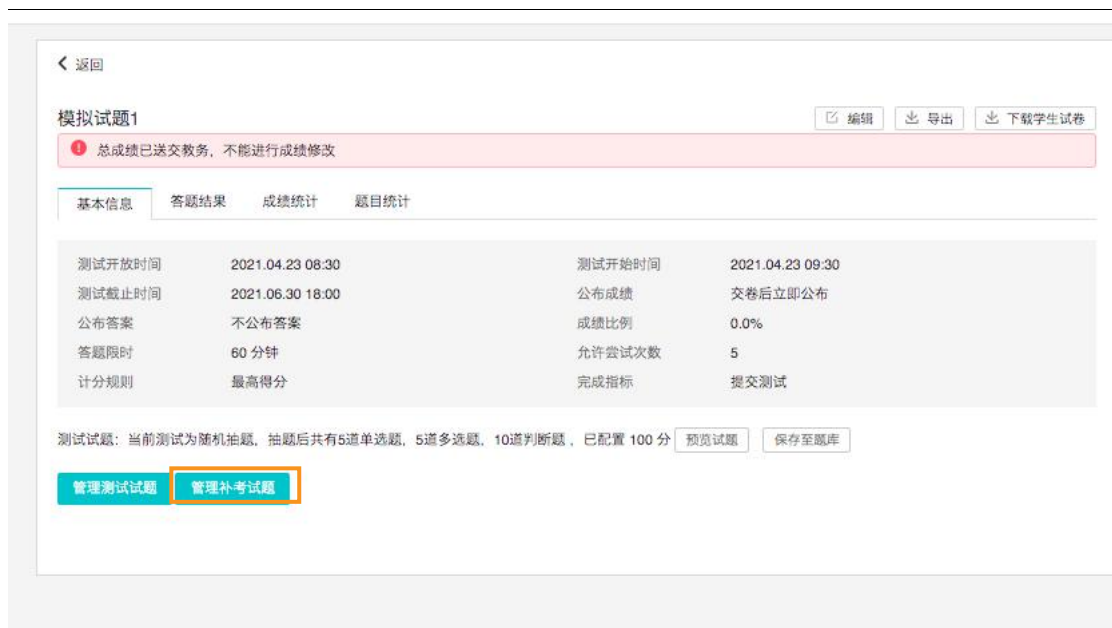 返回
模拟试题1 编辑 导出 下载学生试卷
总成绩已送交教务，不能进行成绩修改
基本信息 答题结果 成绩统计 题目统计
测试开放时间 2021.04.23 08:30 测试开始时间 2021.04.23 09:30
测试截止时间 2021.06.30 18:00 公布成绩 交卷后立即公布
公布答案 不公布答案 成绩比例 0.0%
答题限时 60 分钟 允许尝试次数 5
计分规则 最高得分 完成指标 提交测试
测试试题：当前测试为随机抽题，抽题后共有5道单选题，5道多选题，10道判断题 ，已配置 100 分 预览试题 保存至题库
管理测试试题 管理补考试题